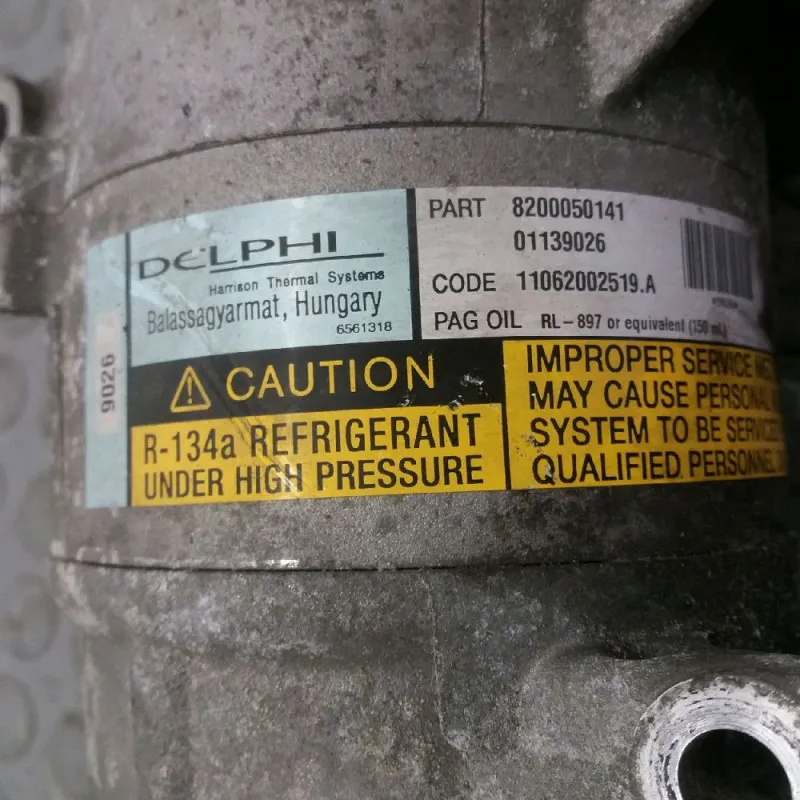 DELPHI
Harrison Thermal Systems
Balassagyarmat, Hungary
6561318
9026
PART 8200050141
01139026
CODE 11062002519.A
PAG OIL RL-897 or equivalent (150 mL)
CAUTION
R-134a REFRIGERANT
UNDER HIGH PRESSURE
IMPROPER SERVICE
MAY CAUSE PERSONAL
SYSTEM TO BE SERVICED
QUALIFIED PERSONNEL